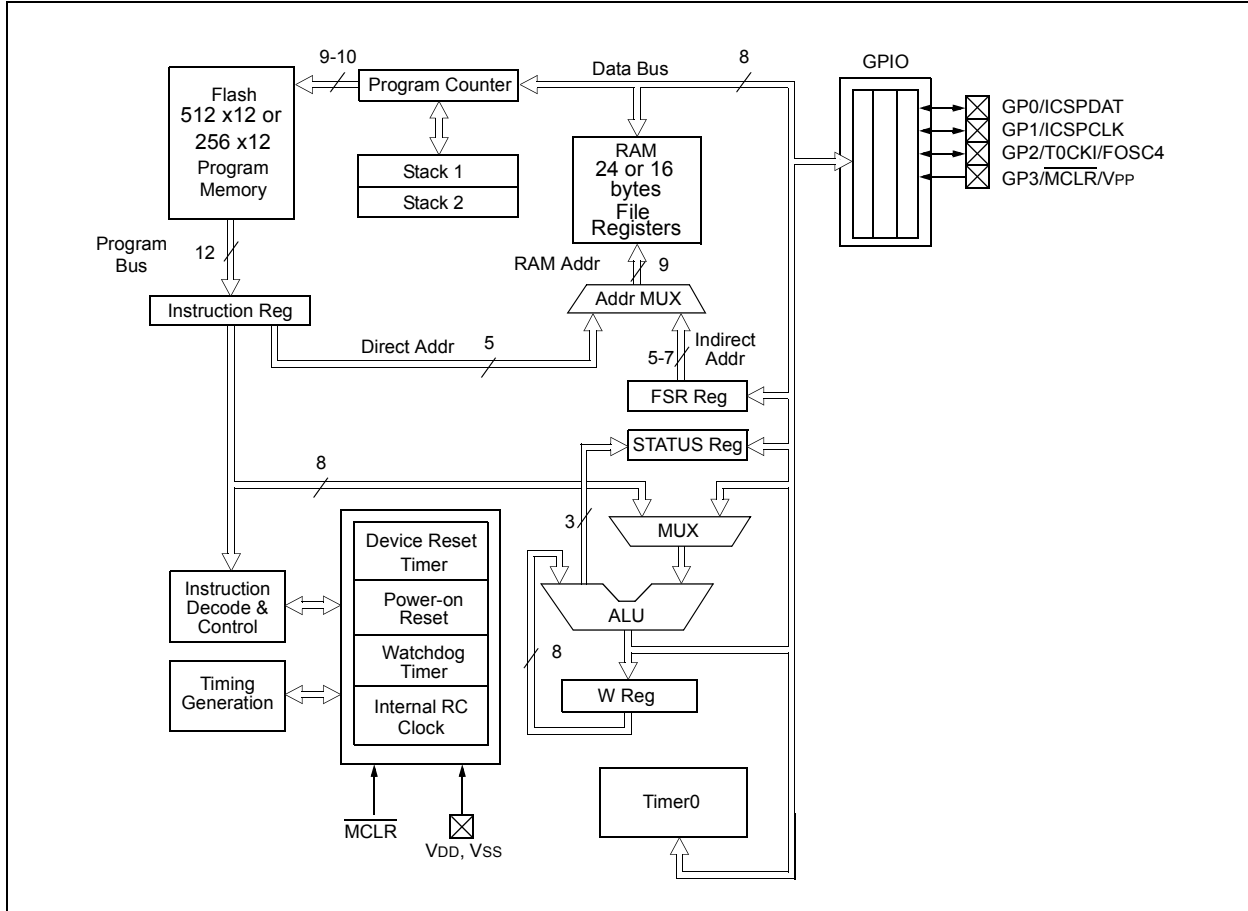 9-10
Program Counter
Data Bus
8
GPIO
Flash
512 x12 or
256 x12
Program
Memory
Stack 1
Stack 2
RAM
24 or 16
bytes
File
Registers
GP0/ICSPDAT
GP1/ICSPCLK
GP2/T0CKI/FOSC4
GP3/M̅C̅L̅R̅/VPP
Program
Bus
12
RAM Addr
9
Instruction Reg
Addr MUX
Direct Addr
5
5-7
Indirect
Addr
FSR Reg
STATUS Reg
8
3
MUX
Device Reset
Timer
Power-on
Reset
Watchdog
Timer
Internal RC
Clock
Instruction
Decode &
Control
Timing
Generation
ALU
8
W Reg
Timer0
M̅C̅L̅R̅
VDD, VSS